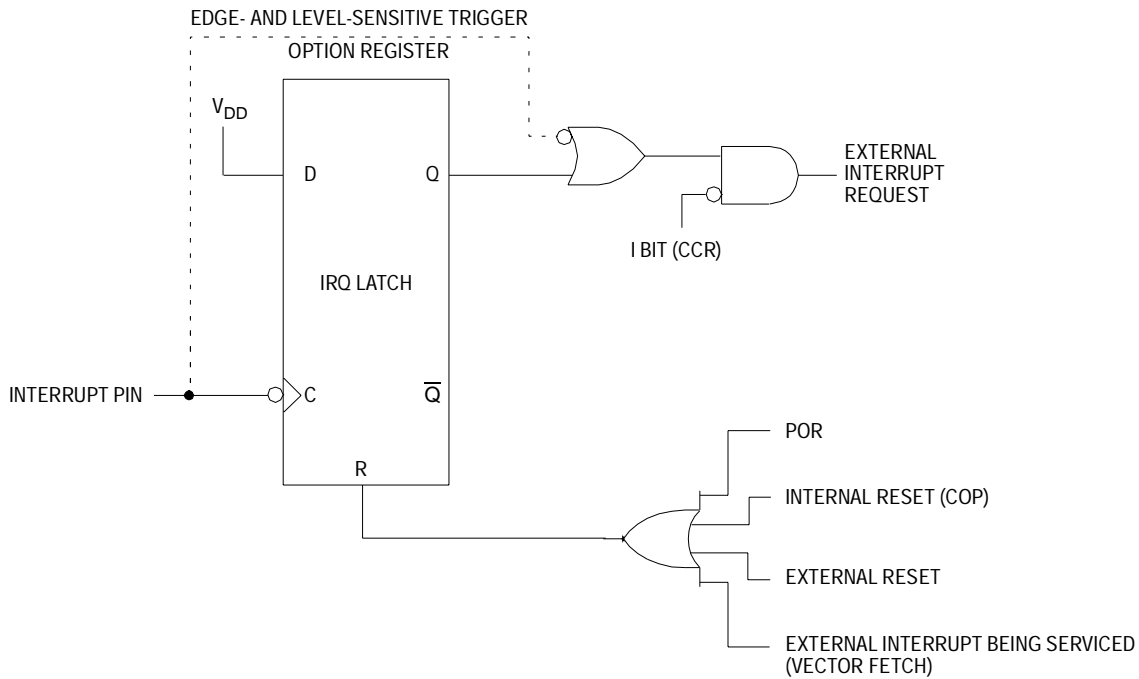 EDGE- AND LEVEL-SENSITIVE TRIGGER
OPTION REGISTER
VDD
D
Q
EXTERNAL
INTERRUPT
REQUEST
I BIT (CCR)
IRQ LATCH
INTERRUPT PIN
C
Q̅
R
POR
INTERNAL RESET (COP)
EXTERNAL RESET
EXTERNAL INTERRUPT BEING SERVICED
(VECTOR FETCH)